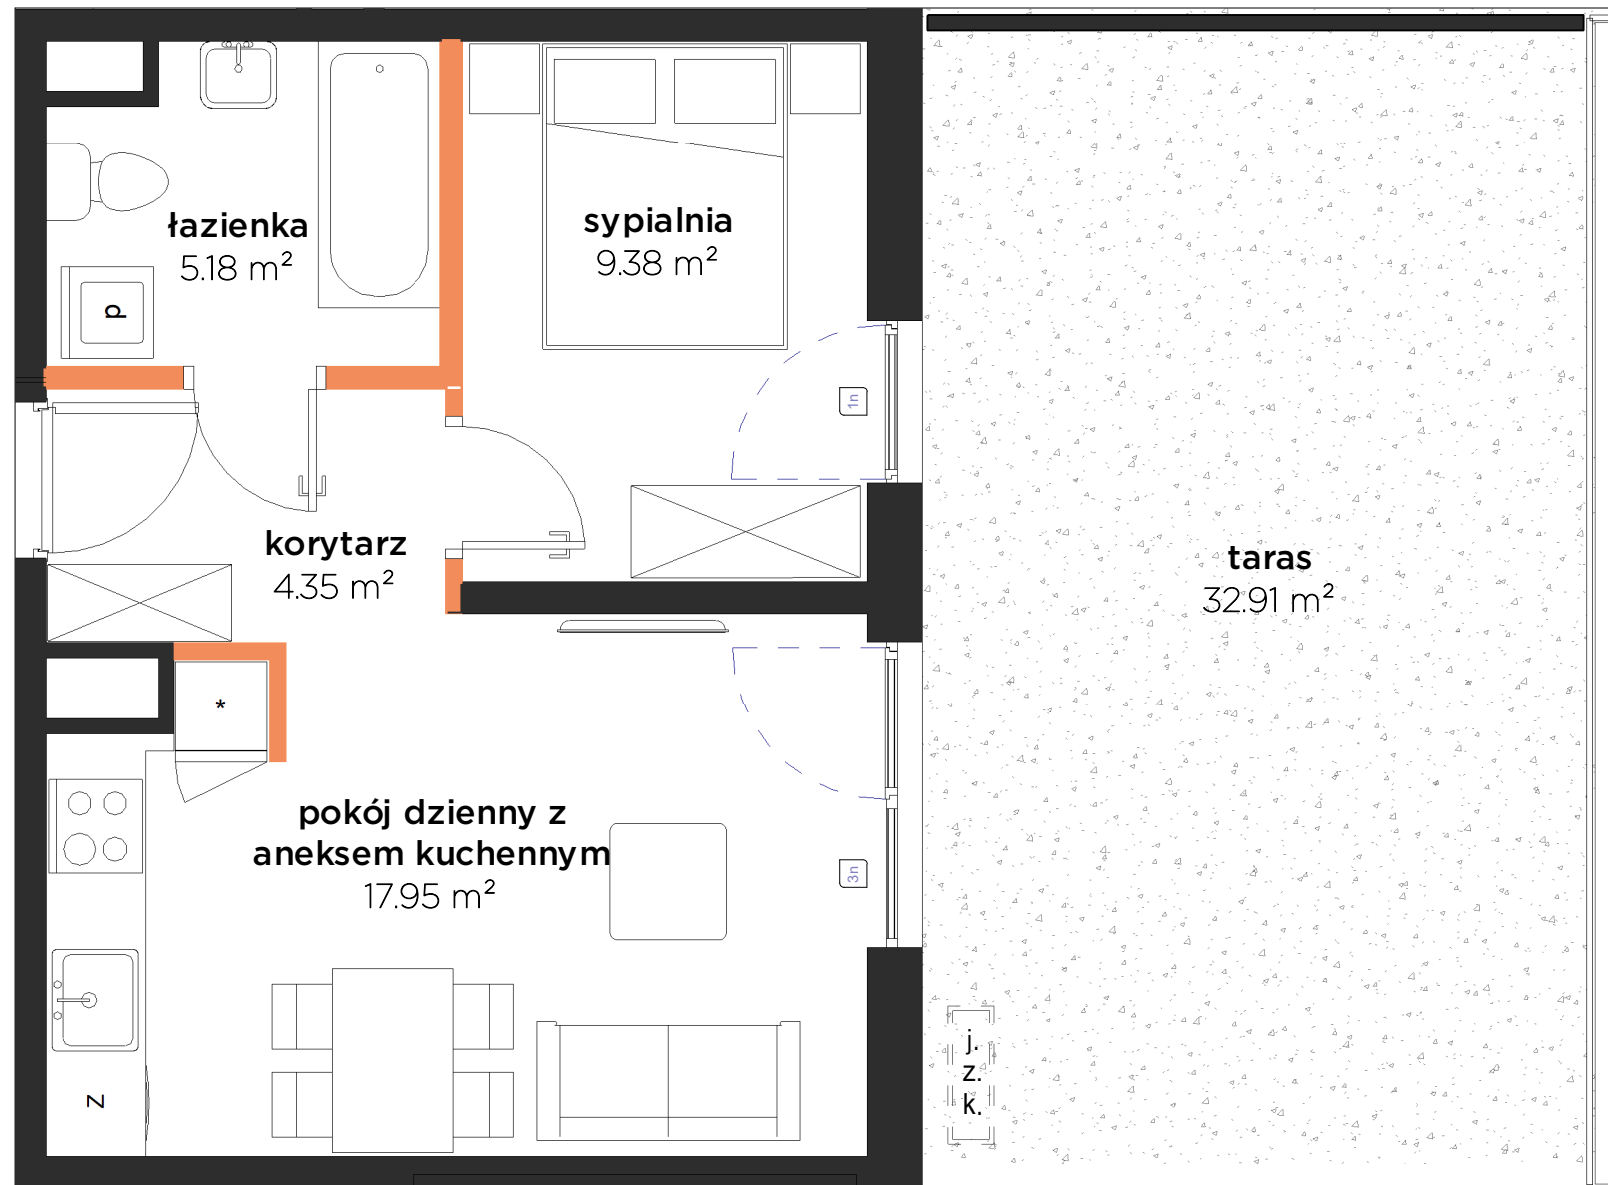 łazienka
5.18 m²
p
sypialnia
9.38 m²
1n
korytarz
4.35 m²
taras
32.91 m²
*
pokój dzienny z
aneksem kuchennym
17.95 m²
3n
z
j.
z.
k.